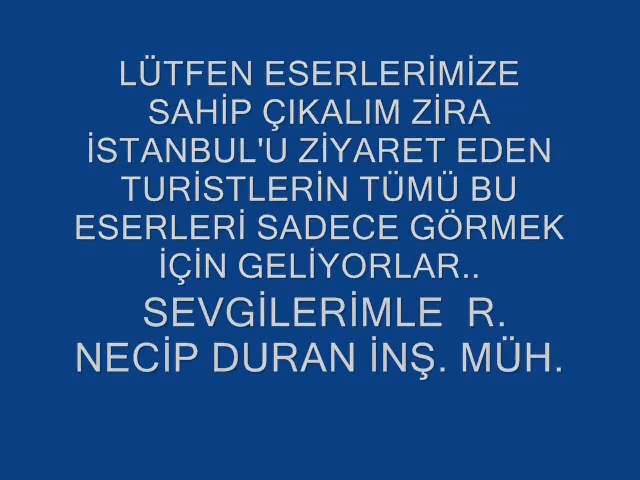 LÜTFEN ESERLERİMİZE
SAHİP ÇIKALIM ZİRA
İSTANBUL'U ZİYARET EDEN
TURİSTLERİN TÜMÜ BU
ESERLERİ SADECE GÖRMEK
İÇİN GELİYORLAR..
SEVGİLERİMLE  R.
NECİP DURAN İNŞ. MÜH.